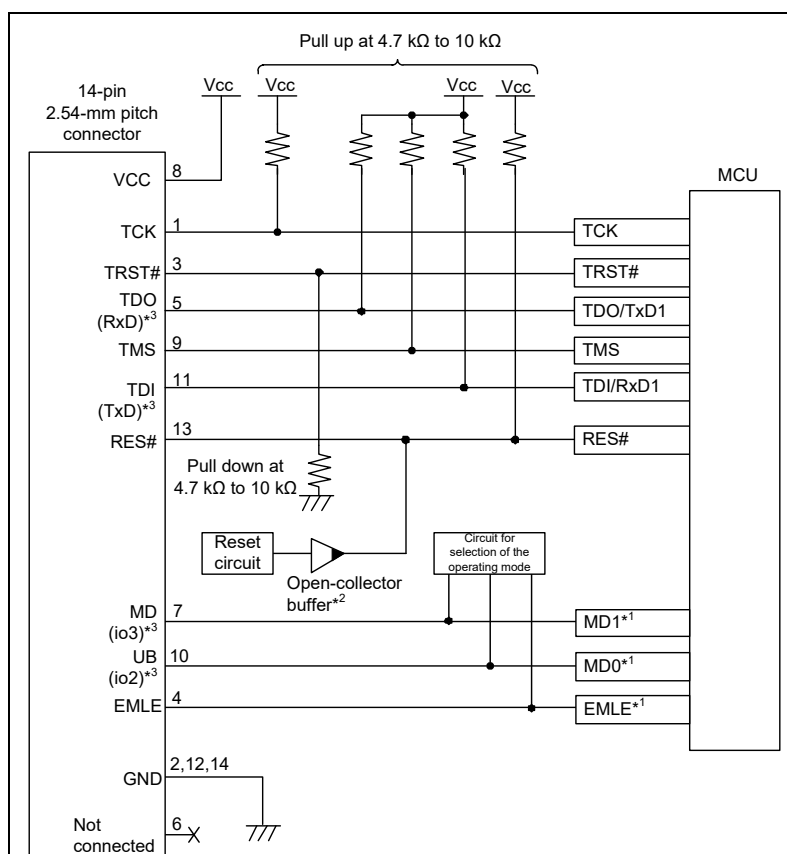 Pull up at 4.7 kΩ to 10 kΩ
14-pin
2.54-mm pitch
connector
Vcc
Vcc
Vcc
Vcc
MCU
VCC
8
TCK
1
TCK
TRST#
3
TRST#
TDO
(RxD)*3
5
TDO/TxD1
TMS
9
TMS
TDI
(TxD)*3
11
TDI/RxD1
RES#
13
RES#
Pull down at
4.7 kΩ to 10 kΩ
Reset
circuit
Open-collector
buffer*2
Circuit for
selection of the
operating mode
MD
(io3)*3
7
MD1*1
UB
(io2)*3
10
MD0*1
EMLE
4
EMLE*1
GND
2,12,14
Not
connected
6